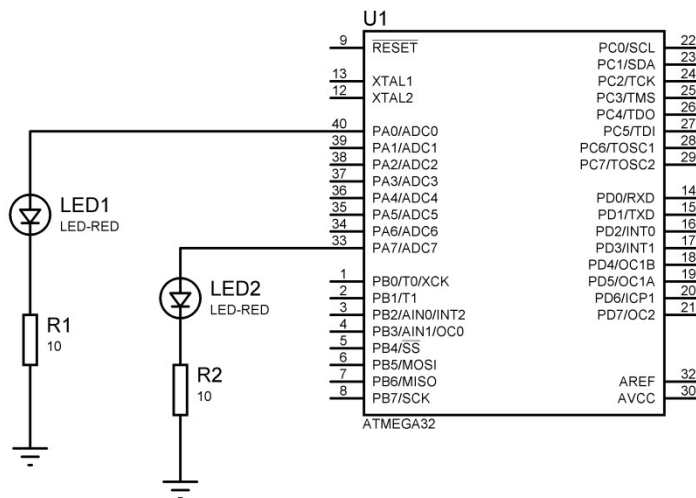 U1
9 RESET
13 XTAL1
12 XTAL2
40 PA0/ADC0
39 PA1/ADC1
38 PA2/ADC2
37 PA3/ADC3
36 PA4/ADC4
35 PA5/ADC5
34 PA6/ADC6
33 PA7/ADC7
1 PB0/T0/XCK
2 PB1/T1
3 PB2/AIN0/INT2
4 PB3/AIN1/OC0
5 PB4/SS
6 PB5/MOSI
7 PB6/MISO
8 PB7/SCK
PC0/SCL 22
PC1/SDA 23
PC2/TCK 24
PC3/TMS 25
PC4/TDO 26
PC5/TDI 27
PC6/TOSC1 28
PC7/TOSC2 29
PD0/RXD 14
PD1/TXD 15
PD2/INT0 16
PD3/INT1 17
PD4/OC1B 18
PD5/OC1A 19
PD6/ICP1 20
PD7/OC2 21
AREF 32
AVCC 30
ATMEGA32
LED1
LED-RED
R1
10
LED2
LED-RED
R2
10